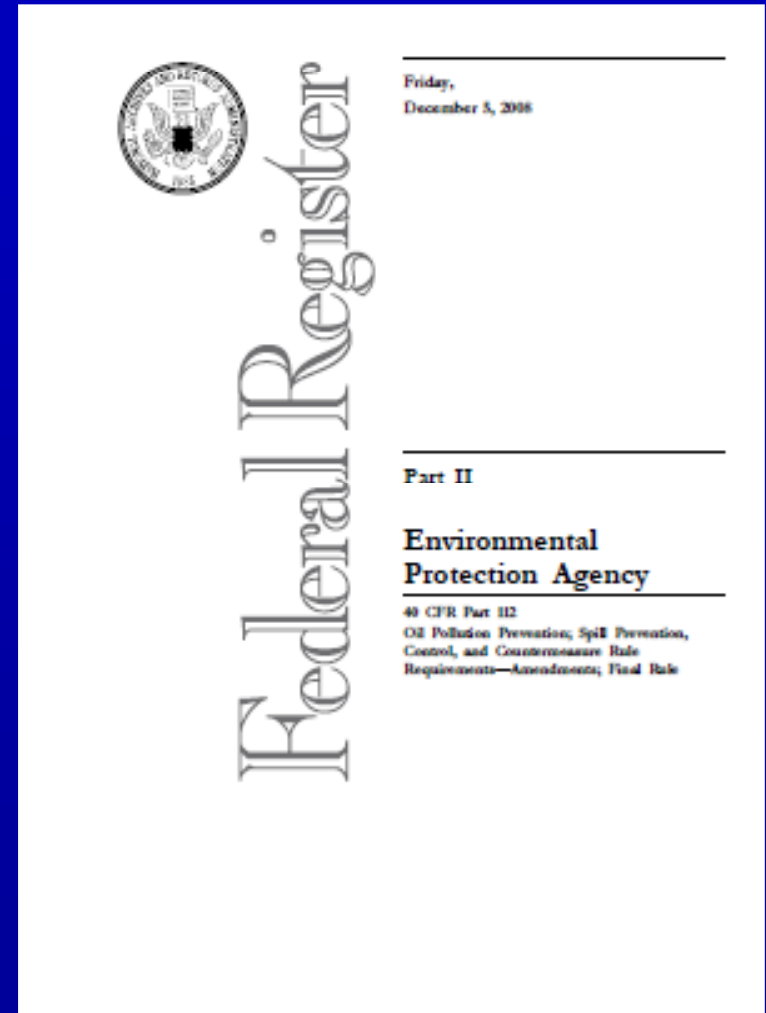 Friday,
December 5, 2008
Federal Register
Part II
Environmental
Protection Agency
40 CFR Part 112
Oil Pollution Prevention; Spill Prevention,
Control, and Countermeasure Rule
Requirements—Amendments; Final Rule